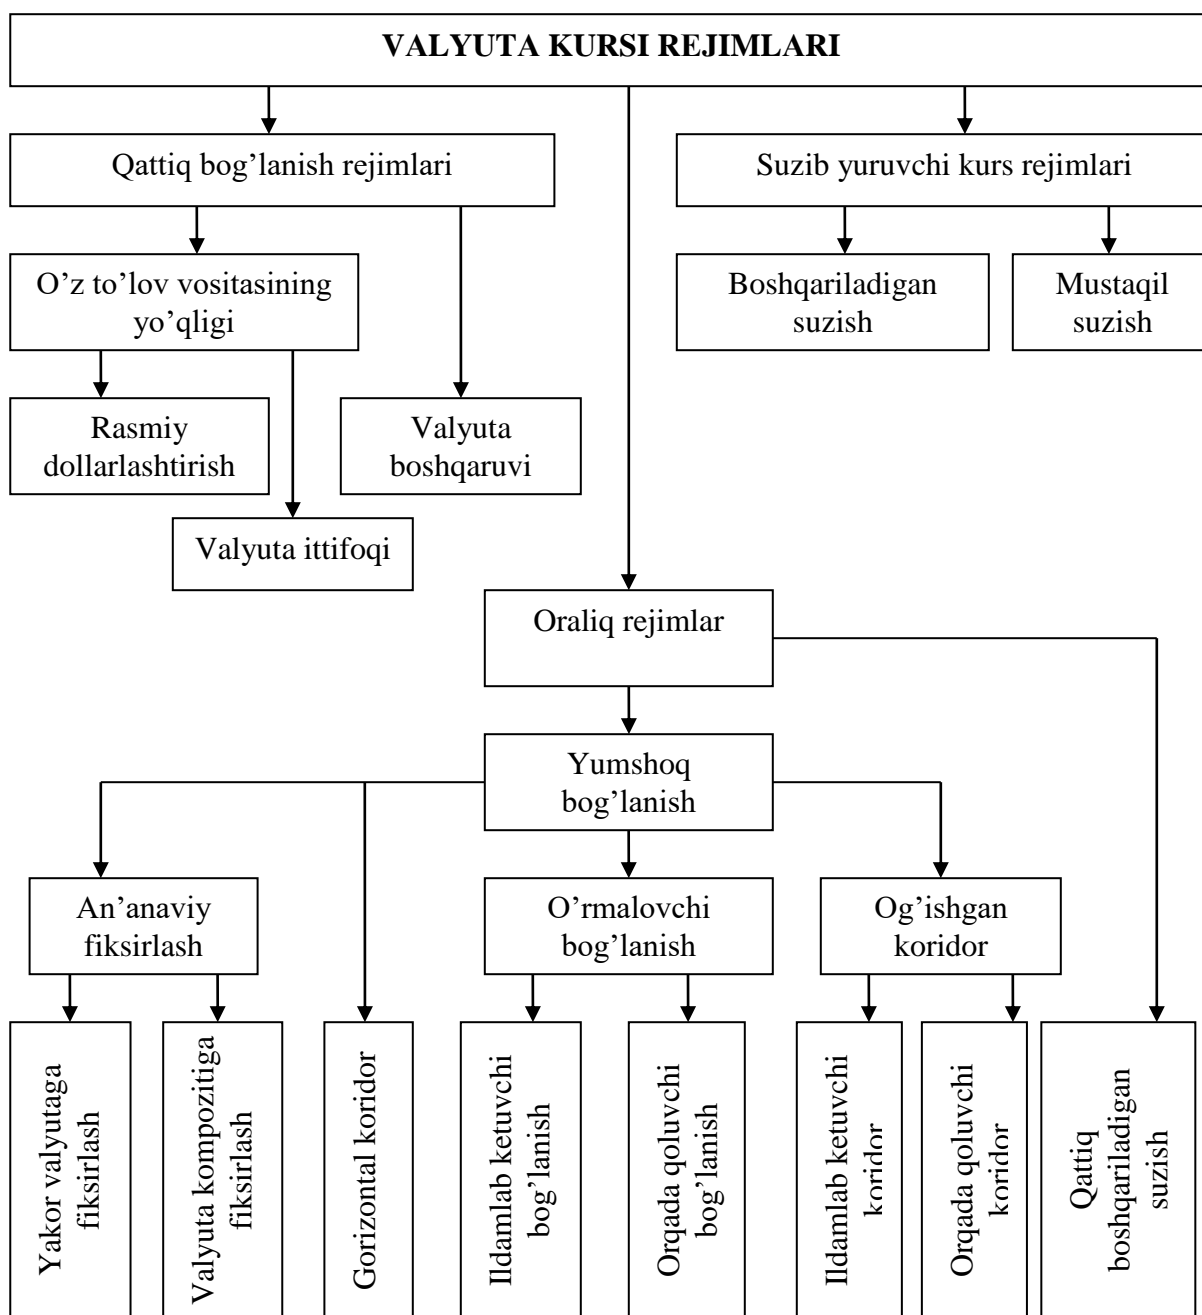 VALYUTA KURSI REJIMLARI
Qattiq bog’lanish rejimlari
Suzib yuruvchi kurs rejimlari
O’z to’lov vositasining
yo’qligi
Boshqariladigan
suzish
Mustaqil
suzish
Rasmiy
dollarlashtirish
Valyuta
boshqaruvi
Valyuta ittifoqi
Oraliq rejimlar
Yumshoq
bog’lanish
An’anaviy
fiksirlash
O’rmalovchi
bog’lanish
Og’ishgan
koridor
Yakor valyutaga
fiksirlash
Valyuta kompozitiga
fiksirlash
Gorizontal koridor
Ildamlab ketuvchi
bog’lanish
Orqada qoluvchi
bog’lanish
Ildamlab ketuvchi
koridor
Orqada qoluvchi
koridor
Qattiq
boshqariladigan
suzish